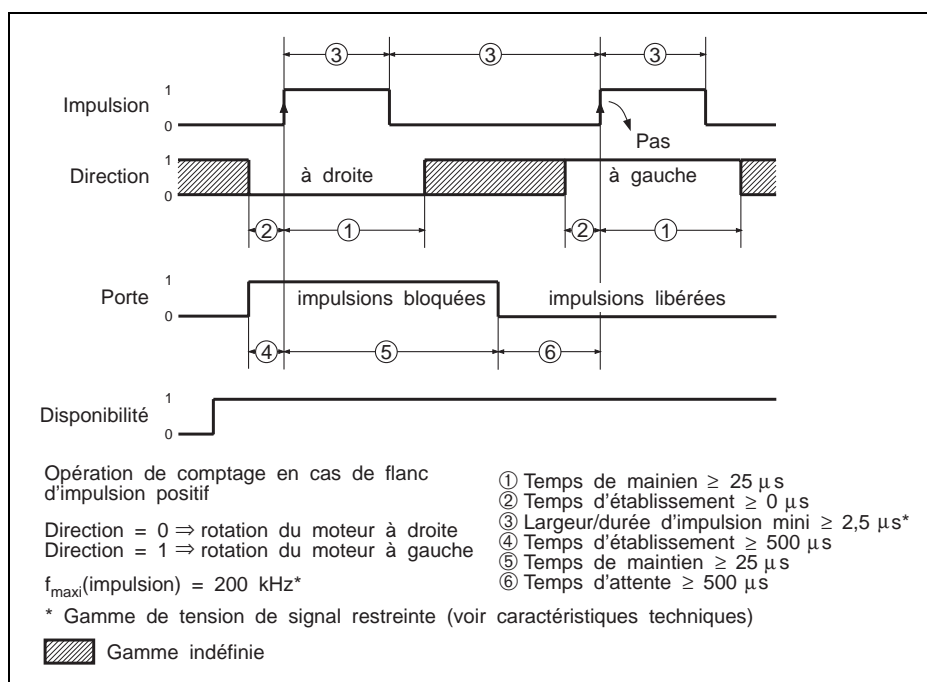 ③ ③ ③
Impulsion 1 0
Pas
Direction 1 0 à droite à gauche
② ① ② ①
Porte 1 0 impulsions bloquées impulsions libérées
④ ⑤ ⑥
Disponibilité 1 0
Opération de comptage en cas de flanc
d'impulsion positif
Direction = 0 ⇒ rotation du moteur à droite
Direction = 1 ⇒ rotation du moteur à gauche
fmaxi(impulsion) = 200 kHz*
① Temps de mainien ≥ 25 μs
② Temps d'établissement ≥ 0 μs
③ Largeur/durée d'impulsion mini ≥ 2,5 μs*
④ Temps d'établissement ≥ 500 μs
⑤ Temps de maintien ≥ 25 μs
⑥ Temps d'attente ≥ 500 μs
* Gamme de tension de signal restreinte (voir caractéristiques techniques)
Gamme indéfinie